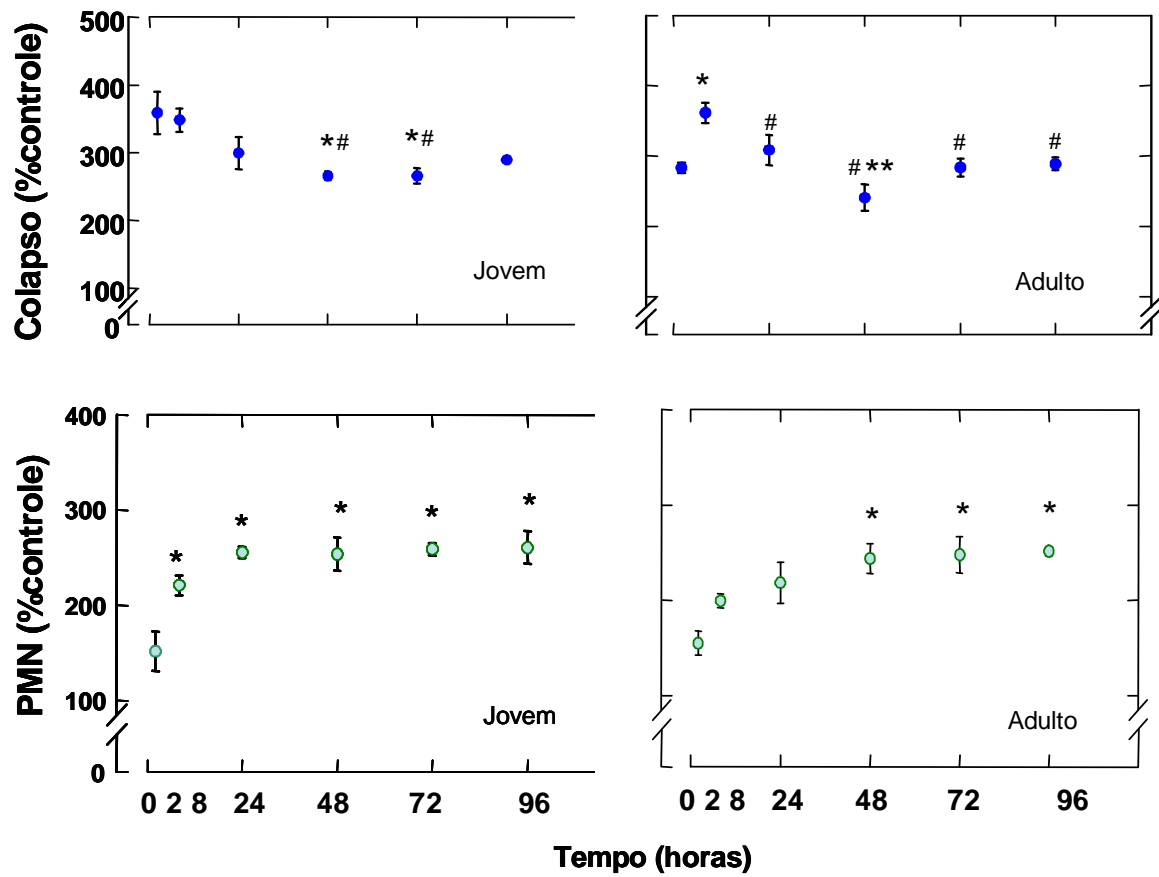 Colapso (%controle)
500
400
300
200
100
0
* #
* #
Jovem
*
#
# **
#
#
Adulto
PMN (%controle)
400
300
200
100
0
*
*
*
*
*
Jovem
*
*
*
Adulto
0 2 8 24 48 72 96
0 2 8 24 48 72 96
Tempo (horas)